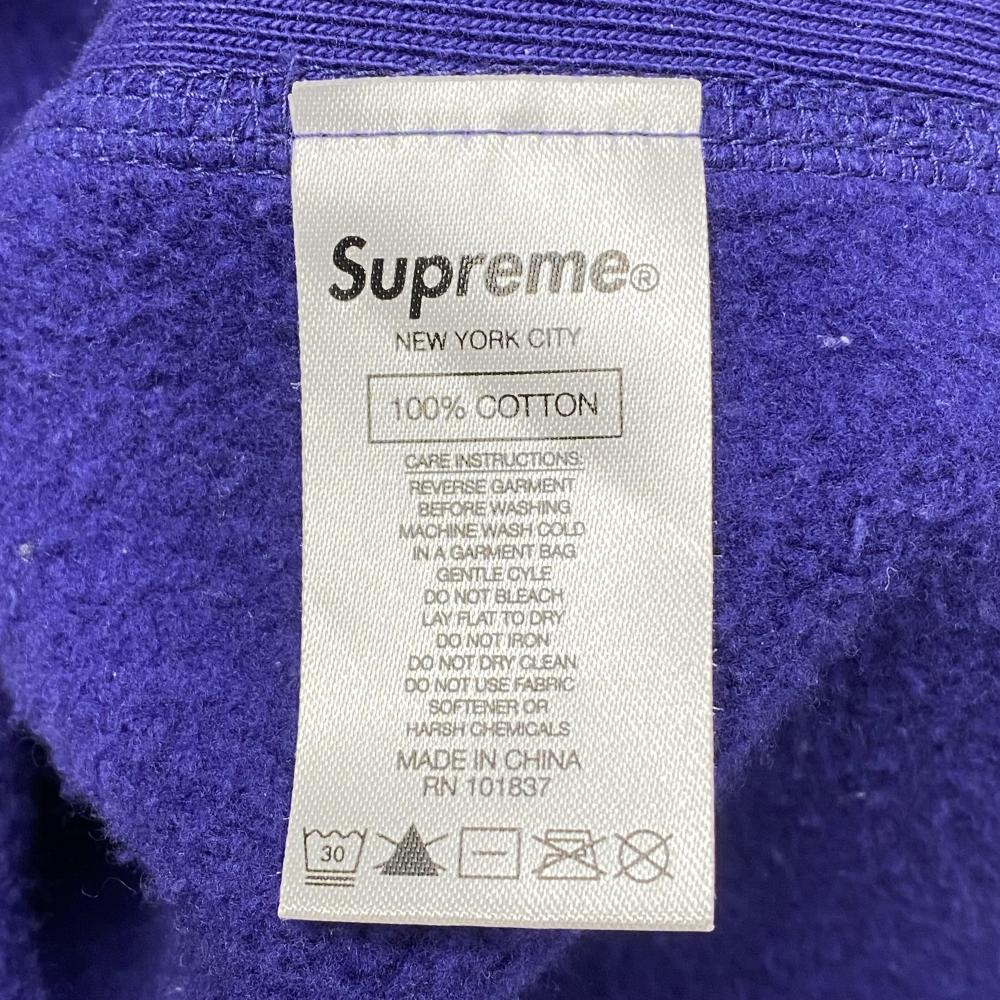 Supreme®
NEW YORK CITY
100% COTTON
CARE INSTRUCTIONS:
REVERSE GARMENT
BEFORE WASHING
MACHINE WASH COLD
IN A GARMENT BAG
GENTLE CYLE
DO NOT BLEACH
LAY FLAT TO DRY
DO NOT IRON
DO NOT DRY CLEAN
DO NOT USE FABRIC
SOFTENER OR
HARSH CHEMICALS
MADE IN CHINA
RN 101837
30